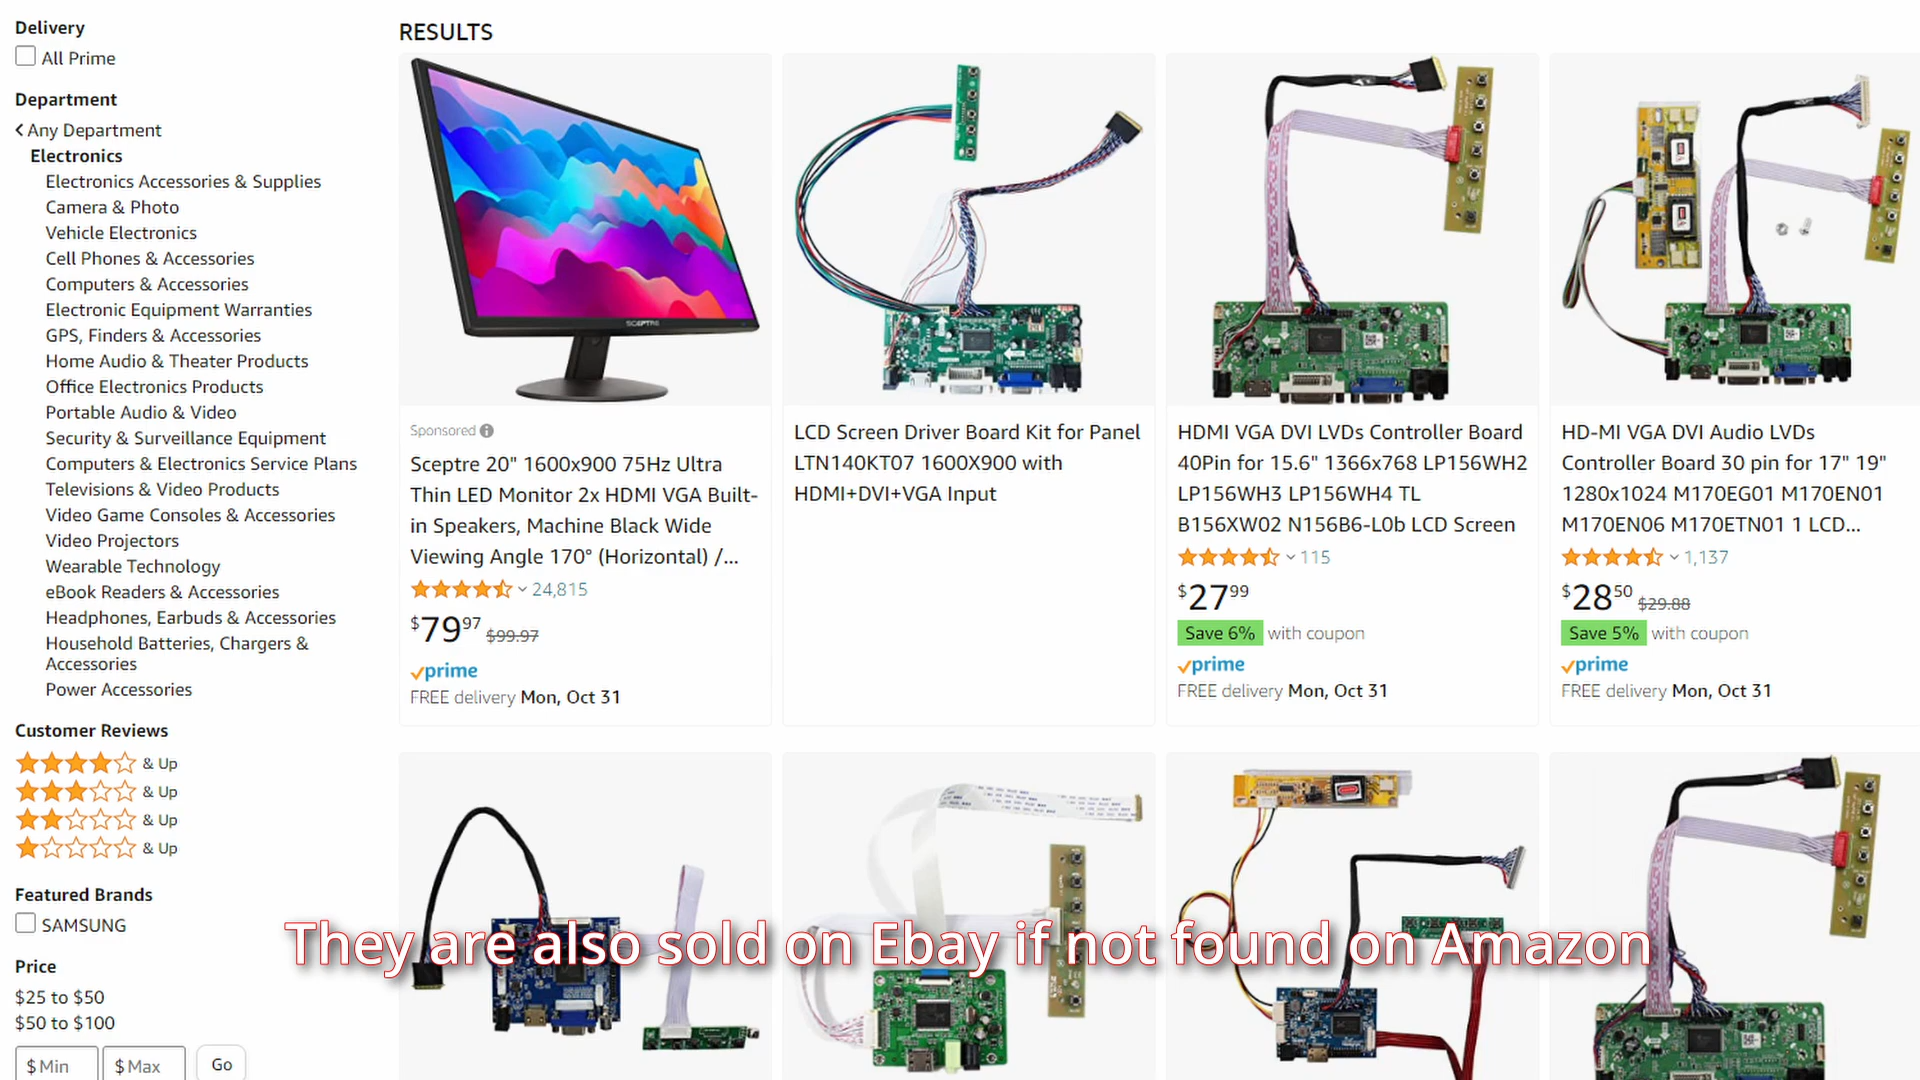 Delivery
All Prime
Department
Any Department
Electronics
Electronics Accessories & Supplies
Camera & Photo
Vehicle Electronics
Cell Phones & Accessories
Computers & Accessories
Electronic Equipment Warranties
GPS, Finders & Accessories
Home Audio & Theater Products
Office Electronics Products
Portable Audio & Video
Security & Surveillance Equipment
Computers & Electronics Service Plans
Televisions & Video Products
Video Game Consoles & Accessories
Video Projectors
Wearable Technology
eBook Readers & Accessories
Headphones, Earbuds & Accessories
Household Batteries, Chargers &
Accessories
Power Accessories
Customer Reviews
& Up
& Up
& Up
& Up
Featured Brands
SAMSUNG
Price
$25 to $50
$50 to $100
$ Min
$ Max
Go
RESULTS
SCEPTRE
Sponsored
Sceptre 20" 1600x900 75Hz Ultra
Thin LED Monitor 2x HDMI VGA Built-
in Speakers, Machine Black Wide
Viewing Angle 170° (Horizontal) /...
24,815
$79.97 $99.97
prime
FREE delivery Mon, Oct 31
LCD Screen Driver Board Kit for Panel
LTN140KT07 1600X900 with
HDMI+DVI+VGA Input
HDMI VGA DVI LVDs Controller Board
40Pin for 15.6" 1366x768 LP156WH2
LP156WH3 LP156WH4 TL
B156XW02 N156B6-L0b LCD Screen
115
$27.99
Save 6% with coupon
prime
FREE delivery Mon, Oct 31
HD-MI VGA DVI Audio LVDs
Controller Board 30 pin for 17" 19"
1280x1024 M170EG01 M170EN01
M170EN06 M170ETN01 1 LCD...
1,137
$28.50 $29.88
Save 5% with coupon
prime
FREE delivery Mon, Oct 31
They are also sold on Ebay if not found on Amazon